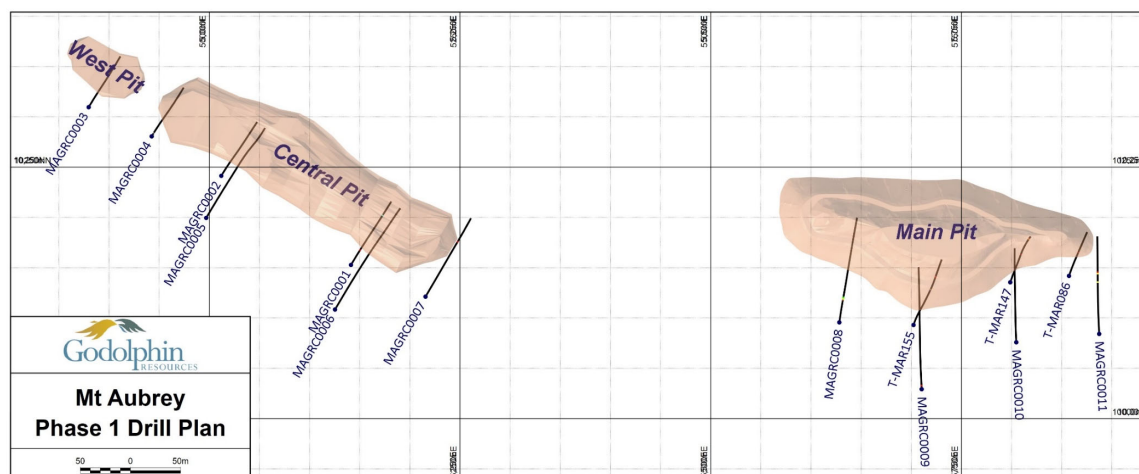 West Pit
MAGRC0003
MAGRC0004
MAGRC0002
MAGRC0005
Central Pit
MAGRC0001
MAGRC0006
MAGRC0007
Main Pit
MAGRC0008
T-MAR155
MAGRC0009
T-MAR147
MAGRC0010
T-MAR086
MAGRC0011
Godolphin
RESOURCES
Mt Aubrey
Phase 1 Drill Plan
50 0 50m